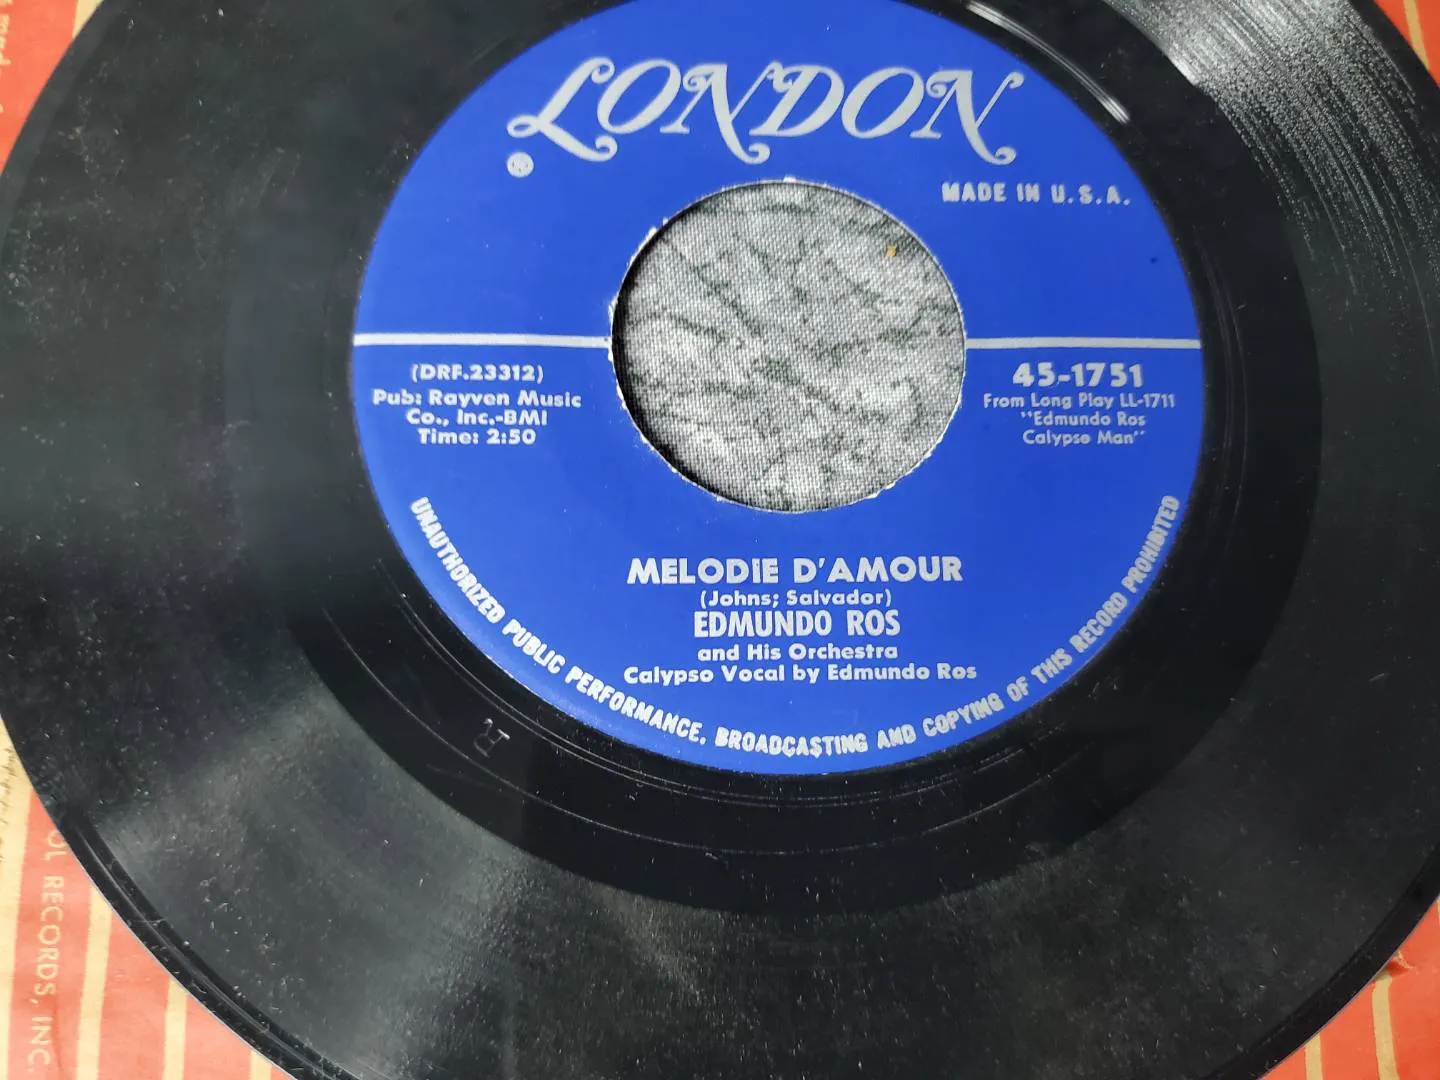 LONDON
®
MADE IN U.S.A.
(DRF.23312)
Pub: Rayven Music
Co., Inc.-BMI
Time: 2:50
45-1751
From Long Play LL-1711
"Edmundo Ros
Calypso Man"
MELODIE D'AMOUR
(Johns; Salvador)
EDMUNDO ROS
and His Orchestra
Calypso Vocal by Edmundo Ros
UNAUTHORIZED PUBLIC PERFORMANCE, BROADCASTING AND COPYING OF THIS RECORD PROHIBITED
R
OL RECORDS, INC.